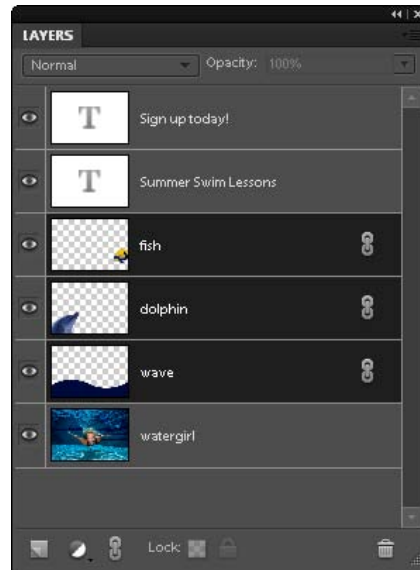 LAYERS
Normal Opacity: 100%
T Sign up today!
T Summer Swim Lessons
fish
dolphin
wave
watergirl
Lock: